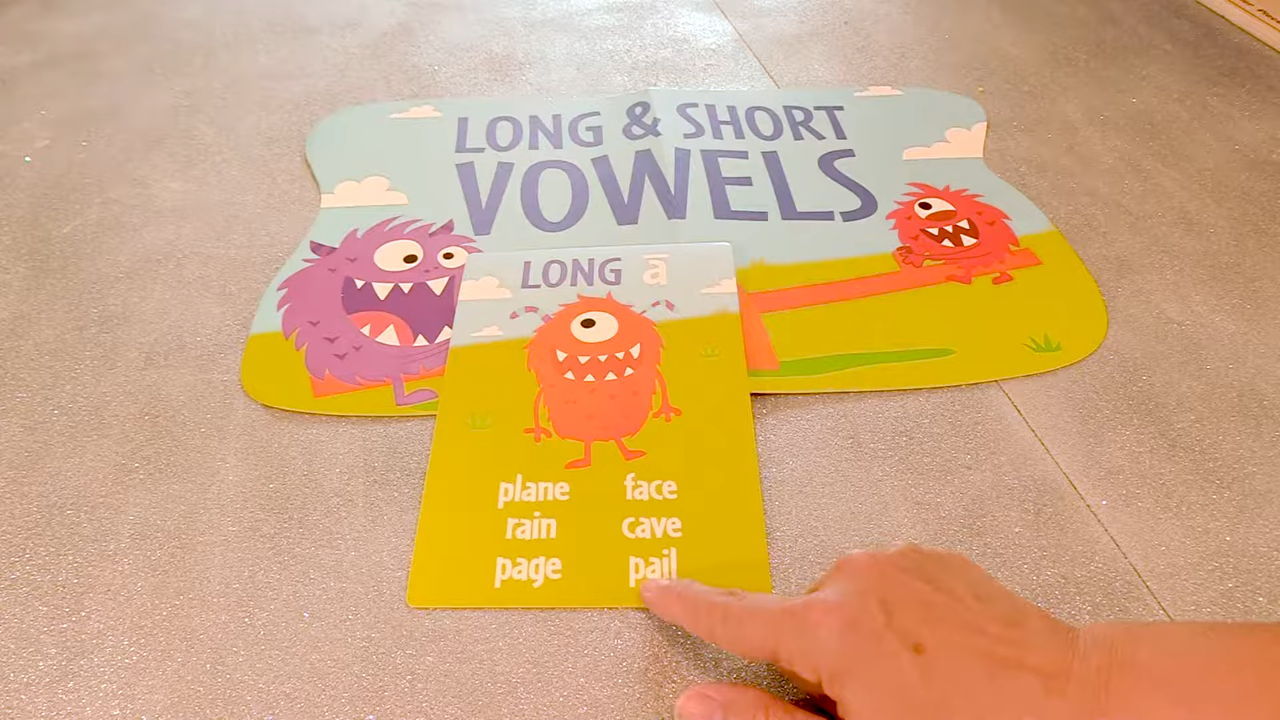 LONG & SHORT
VOWELS
LONG ā
plane face
rain cave
page pail